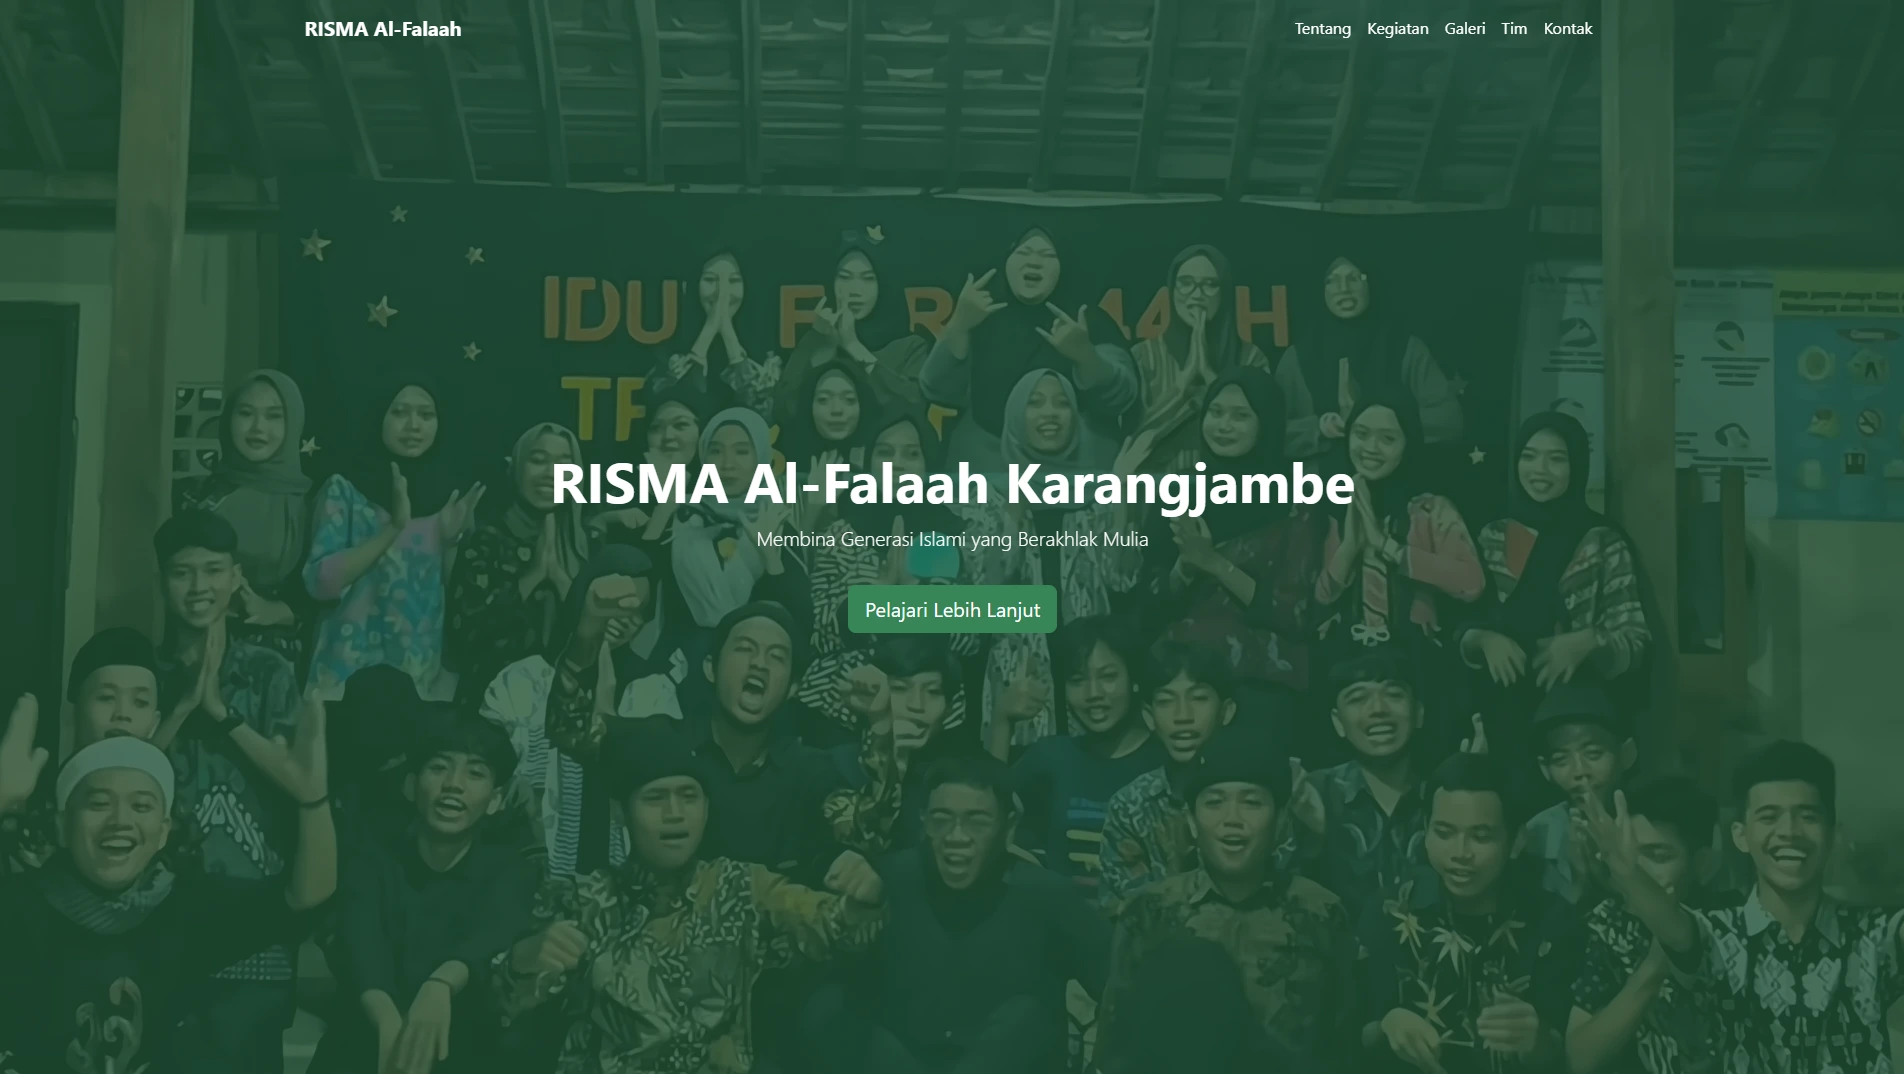 RISMA Al-Falaah
Tentang Kegiatan Galeri Tim Kontak
RISMA Al-Falaah Karangjambe
Membina Generasi Islami yang Berakhlak Mulia
Pelajari Lebih Lanjut